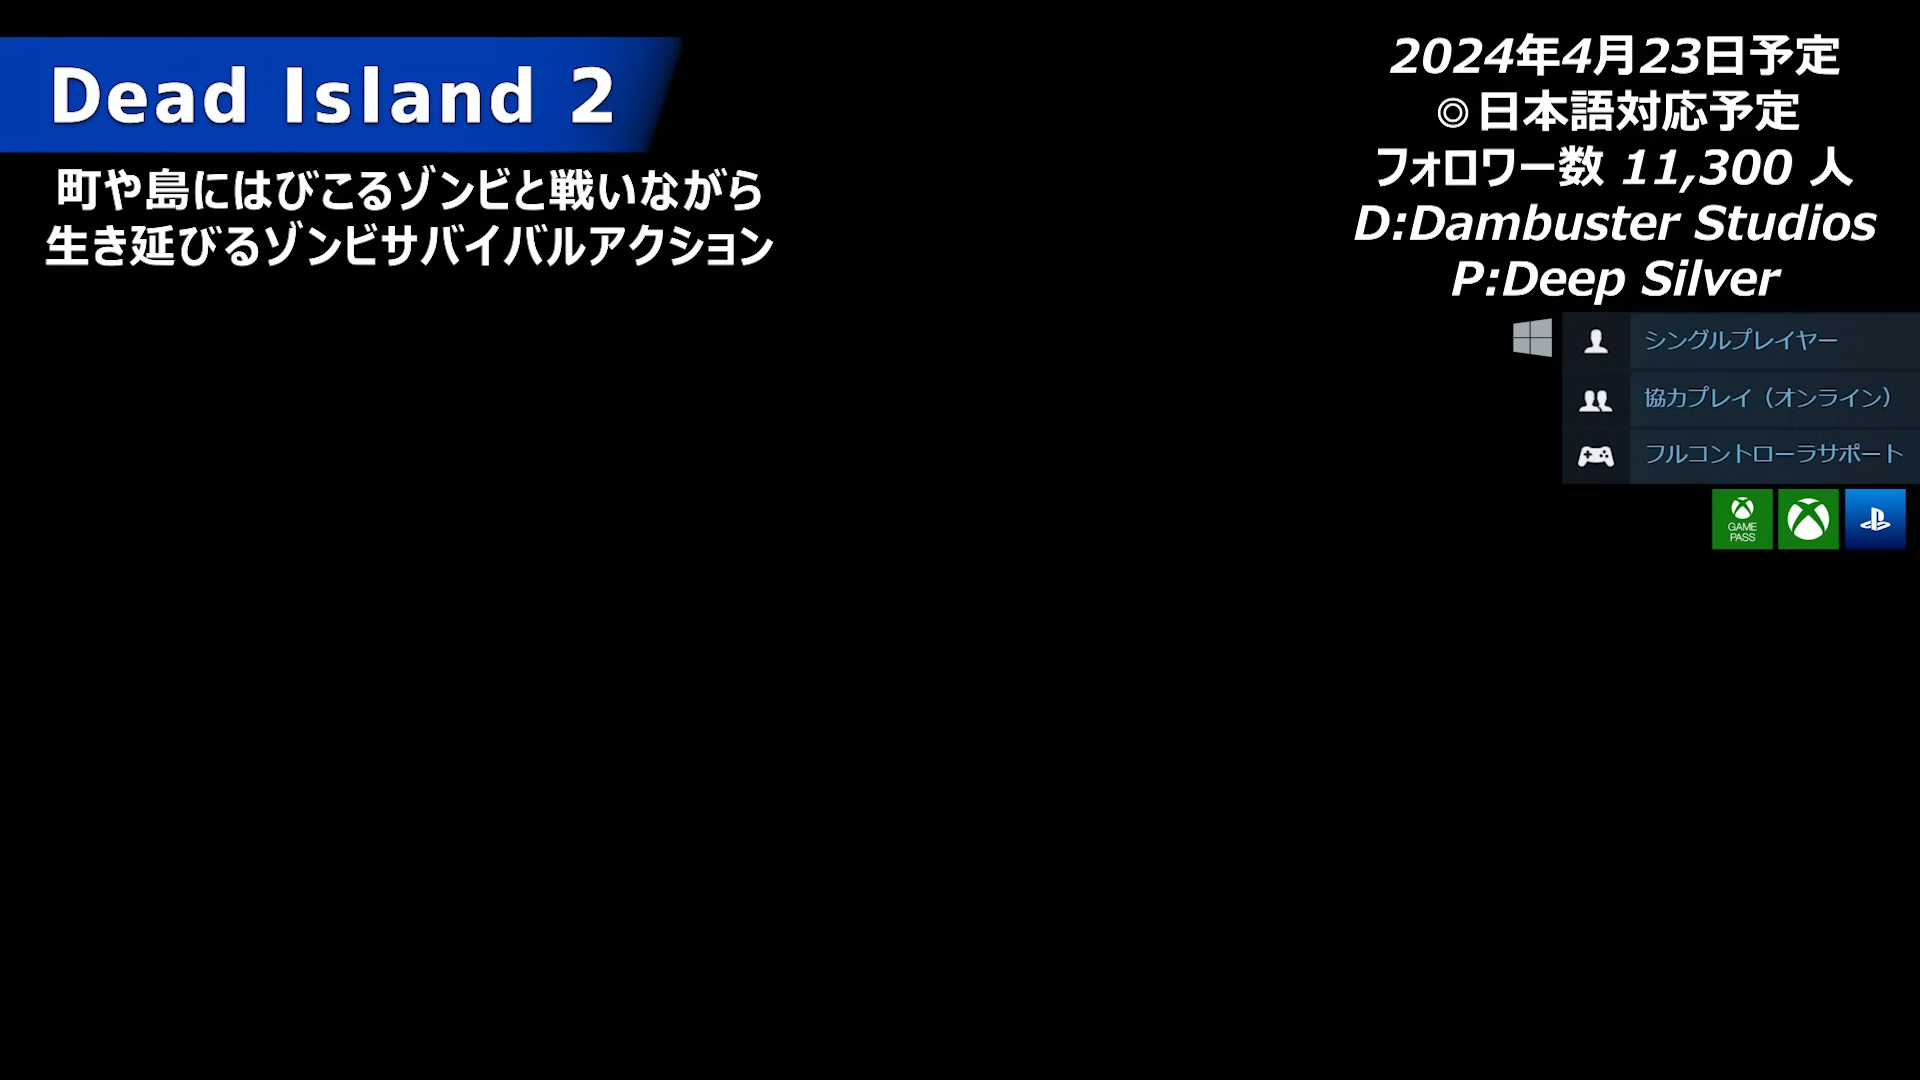 Dead Island 2
町や島にはびこるゾンビと戦いながら
生き延びるゾンビサバイバルアクション
2024年4月23日予定
◎日本語対応予定
フォロワー数 11,300 人
D:Dambuster Studios
P:Deep Silver
シングルプレイヤー
協力プレイ（オンライン）
フルコントローラサポート
GAME
PASS